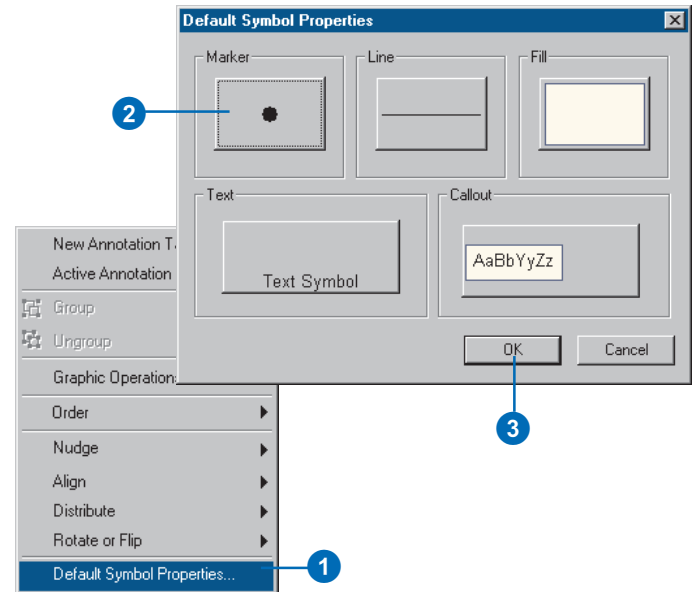 Default Symbol Properties
Marker
Line
Fill
2
Text
Callout
Text Symbol
AaBbYyZz
OK
Cancel
3
New Annotation
Active Annotation
Group
Ungroup
Graphic Operation
Order
Nudge
Align
Distribute
Rotate or Flip
Default Symbol Properties...
1